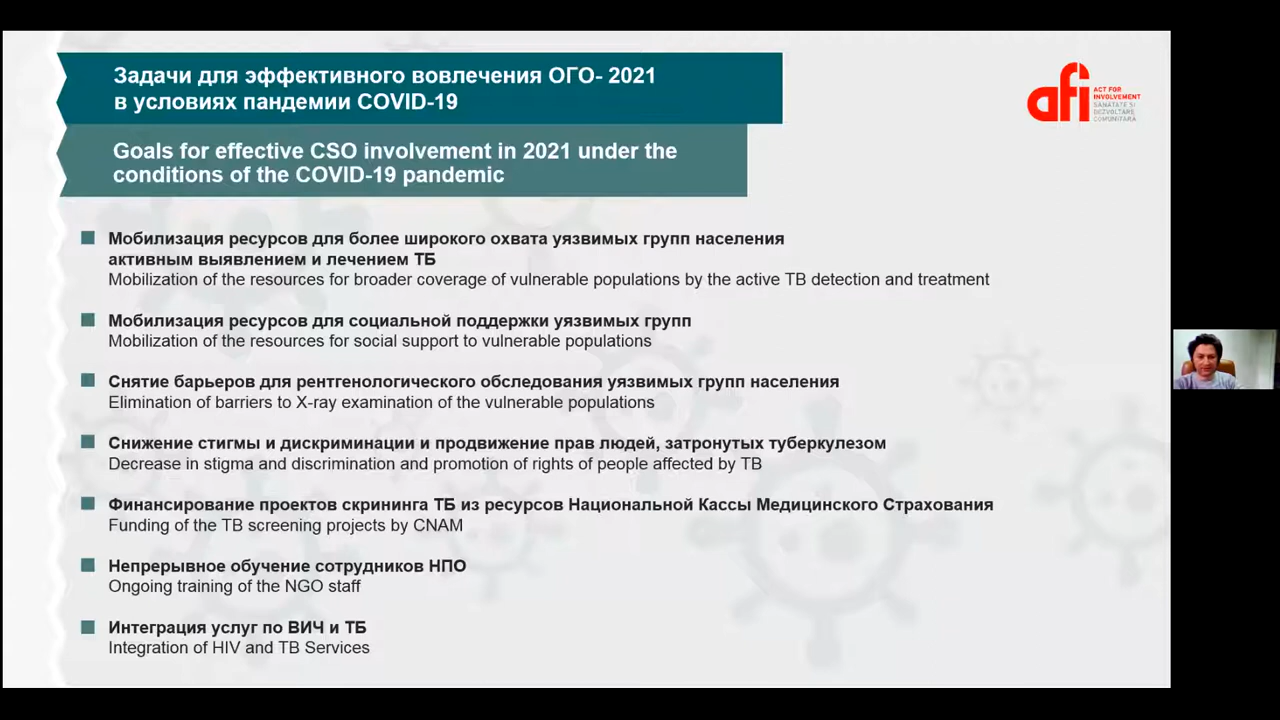 Задачи для эффективного вовлечения ОГО- 2021
в условиях пандемии COVID-19
afi
ACT FOR
INVOLVEMENT
SĂNĂTATE ȘI
DEZVOLTARE
COMUNITARĂ
Goals for effective CSO involvement in 2021 under the
conditions of the COVID-19 pandemic
Мобилизация ресурсов для более широкого охвата уязвимых групп населения
активным выявлением и лечением ТБ
Mobilization of the resources for broader coverage of vulnerable populations by the active TB detection and treatment
Мобилизация ресурсов для социальной поддержки уязвимых групп
Mobilization of the resources for social support to vulnerable populations
Снятие барьеров для рентгенологического обследования уязвимых групп населения
Elimination of barriers to X-ray examination of the vulnerable populations
Снижение стигмы и дискриминации и продвижение прав людей, затронутых туберкулезом
Decrease in stigma and discrimination and promotion of rights of people affected by TB
Финансирование проектов скрининга ТБ из ресурсов Национальной Кассы Медицинского Страхования
Funding of the TB screening projects by CNAM
Непрерывное обучение сотрудников НПО
Ongoing training of the NGO staff
Интеграция услуг по ВИЧ и ТБ
Integration of HIV and TB Services